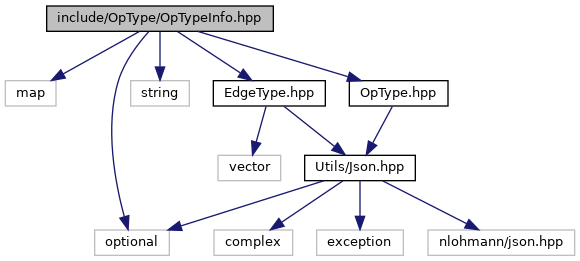 include/OpType/OpTypeInfo.hpp
map
string
EdgeType.hpp
OpType.hpp
vector
Utils/Json.hpp
optional
complex
exception
nlohmann/json.hpp